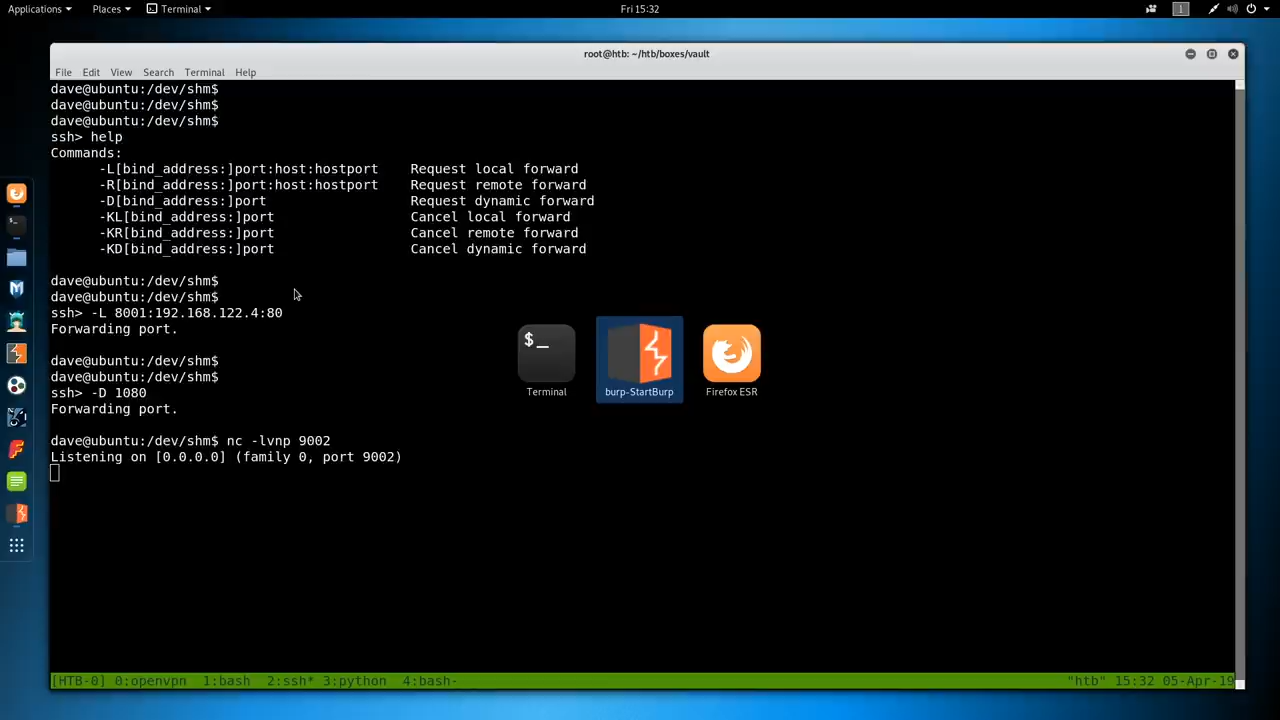 Applications Places Terminal Fri 15:32 1
root@htb: ~/htb/boxes/vault
File Edit View Search Terminal Help
dave@ubuntu:/dev/shm$
dave@ubuntu:/dev/shm$
dave@ubuntu:/dev/shm$
ssh> help
Commands:
-L[bind_address:]port:host:hostport Request local forward
-R[bind_address:]port:host:hostport Request remote forward
-D[bind_address:]port Request dynamic forward
-KL[bind_address:]port Cancel local forward
-KR[bind_address:]port Cancel remote forward
-KD[bind_address:]port Cancel dynamic forward
dave@ubuntu:/dev/shm$
dave@ubuntu:/dev/shm$
ssh> -L 8001:192.168.122.4:80
Forwarding port.
dave@ubuntu:/dev/shm$
dave@ubuntu:/dev/shm$
ssh> -D 1080
Forwarding port.
dave@ubuntu:/dev/shm$ nc -lvnp 9002
Listening on [0.0.0.0] (family 0, port 9002)
$_
Terminal burp-StartBurp Firefox ESR
[HTB-0] 0:openvpn 1:bash 2:ssh* 3:python 4:bash- "htb" 15:32 05-Apr-19